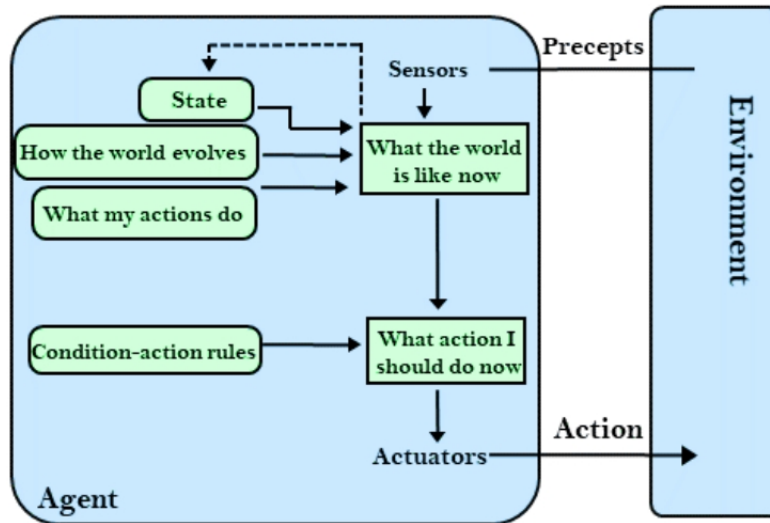 Precepts
Sensors
State
How the world evolves
What the world
is like now
What my actions do
Environment
Condition-action rules
What action I
should do now
Actuators
Action
Agent